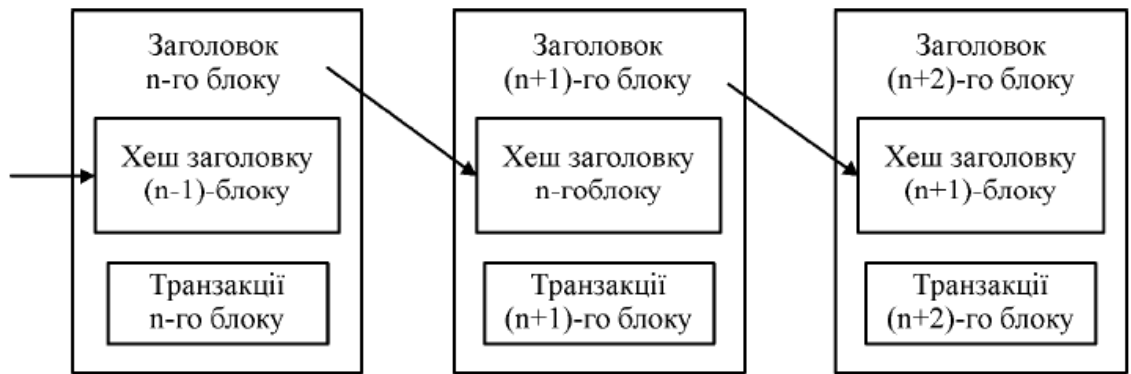 Заголовок
n-го блоку
Хеш заголовку
(n-1)-блоку
Транзакції
n-го блоку
Заголовок
(n+1)-го блоку
Хеш заголовку
n-гоблоку
Транзакції
(n+1)-го блоку
Заголовок
(n+2)-го блоку
Хеш заголовку
(n+1)-блоку
Транзакції
(n+2)-го блоку